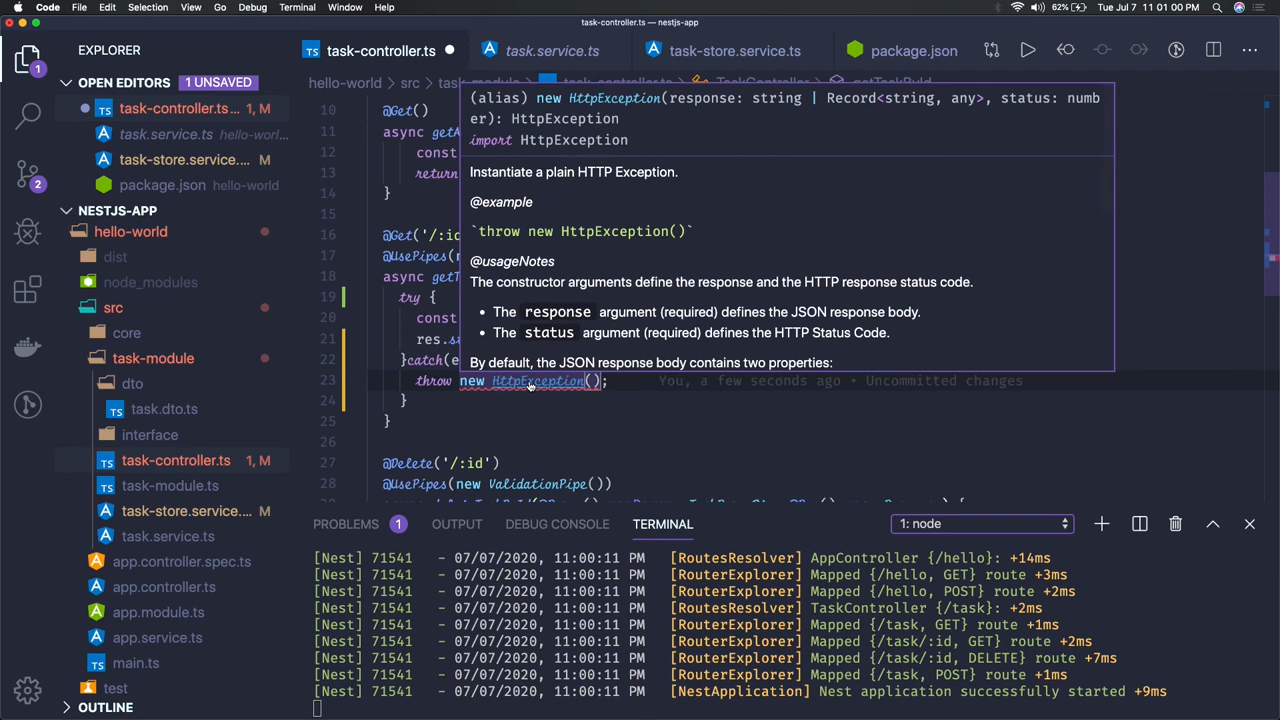 Code File Edit Selection View Go Debug Terminal Window Help 62% Tue Jul 7 11 01 00 PM
task-controller.ts — nestjs-app
EXPLORER
task-controller.ts
task.service.ts
task-store.service.ts
package.json
OPEN EDITORS 1 UNSAVED
hello-world > src > task-module > task-controller.ts > TaskController > getTaskById
task-controller.ts...
task.service.ts hello-worl...
task-store.service.... M
package.json hello-world
NESTJS-APP
hello-world
dist
node_modules
src
core
task-module
dto
task.dto.ts
interface
task-controller.ts 1, M
task-module.ts
task-store.service.... M
task.service.ts
app.controller.spec.ts
app.controller.ts
app.module.ts
app.service.ts
main.ts
test
OUTLINE
1
2
10 @Get()
11 async getA
12 const
13 return
14 }
15
16 @Get('/:id
17 @UsePipes(n
18 async getT
19 try {
20 const
21 res.s
22 }catch(e
23 throw new HttpException(); You, a few seconds ago • Uncommitted changes
24 }
25 }
26
27 @Delete('/:id')
28 @UsePipes(new ValidationPipe())
(alias) new HttpException(response: string | Record<string, any>, status: numb
er): HttpException
import HttpException
Instantiate a plain HTTP Exception.
@example
`throw new HttpException()`
@usageNotes
The constructor arguments define the response and the HTTP response status code.
• The response argument (required) defines the JSON response body.
• The status argument (required) defines the HTTP Status Code.
By default, the JSON response body contains two properties:
PROBLEMS 1 OUTPUT DEBUG CONSOLE TERMINAL 1: node
[Nest] 71541 - 07/07/2020, 11:00:11 PM [RoutesResolver] AppController {/hello}: +14ms
[Nest] 71541 - 07/07/2020, 11:00:11 PM [RouterExplorer] Mapped {/hello, GET} route +3ms
[Nest] 71541 - 07/07/2020, 11:00:11 PM [RouterExplorer] Mapped {/hello, POST} route +2ms
[Nest] 71541 - 07/07/2020, 11:00:11 PM [RoutesResolver] TaskController {/task}: +2ms
[Nest] 71541 - 07/07/2020, 11:00:11 PM [RouterExplorer] Mapped {/task, GET} route +1ms
[Nest] 71541 - 07/07/2020, 11:00:11 PM [RouterExplorer] Mapped {/task/:id, GET} route +2ms
[Nest] 71541 - 07/07/2020, 11:00:11 PM [RouterExplorer] Mapped {/task/:id, DELETE} route +7ms
[Nest] 71541 - 07/07/2020, 11:00:11 PM [RouterExplorer] Mapped {/task, POST} route +1ms
[Nest] 71541 - 07/07/2020, 11:00:11 PM [NestApplication] Nest application successfully started +9ms